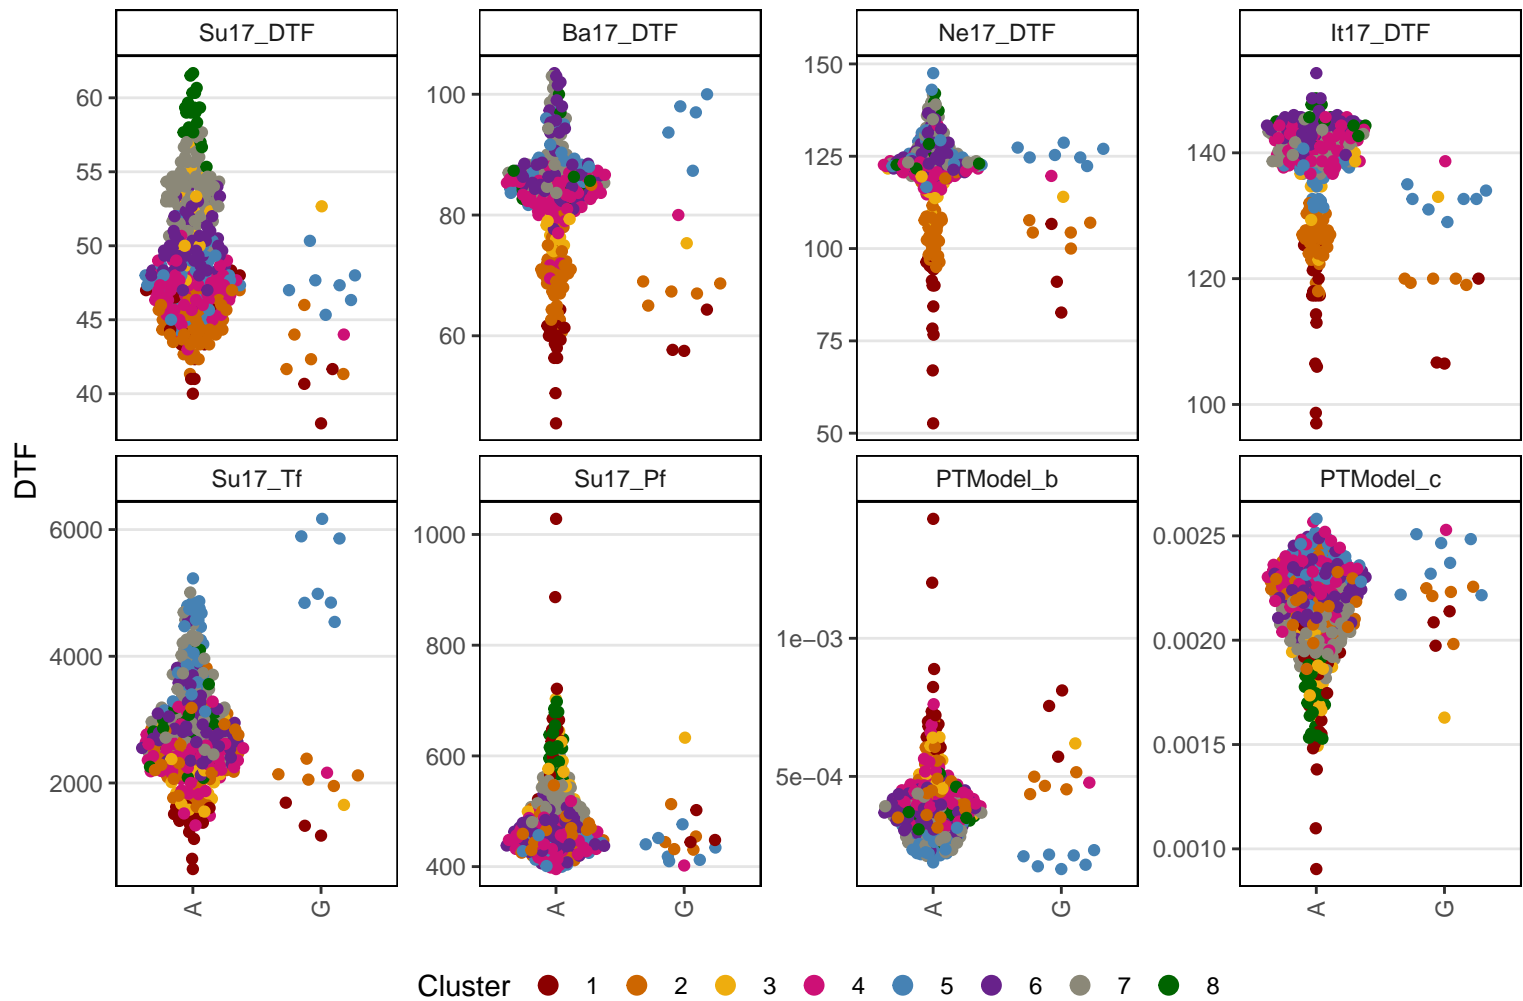 Su17_DTF
Ba17_DTF
Ne17_DTF
It17_DTF
60
55
50
45
40
100
80
60
150
125
100
75
50
140
120
100
DTF
Su17_Tf
Su17_Pf
PTModel_b
PTModel_c
6000
4000
2000
1000
800
600
400
1e−03
5e−04
0.0025
0.0020
0.0015
0.0010
A
G
A
G
A
G
A
G
Cluster 1 2 3 4 5 6 7 8